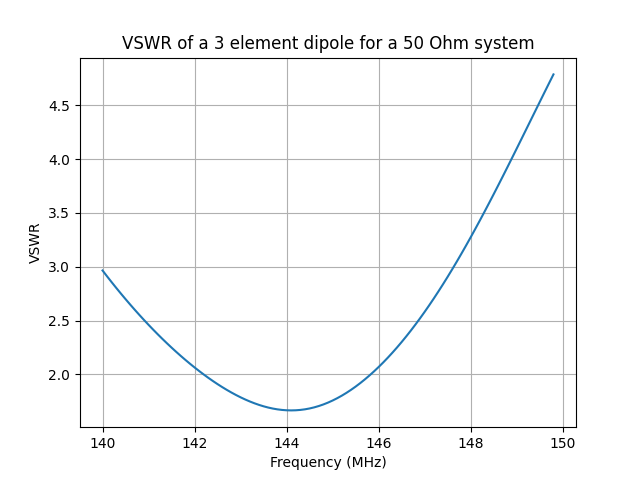 VSWR of a 3 element dipole for a 50 Ohm system
VSWR
4.5
4.0
3.5
3.0
2.5
2.0
140 142 144 146 148 150
Frequency (MHz)